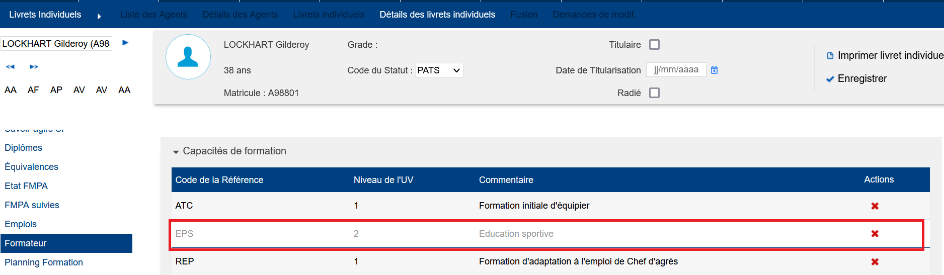 Livrets Individuels
Liste des Agents
Détails des Agents
Livrets individuels
Détails des livrets individuels
Fusion
Demandes de modif.
LOCKHART Gilderoy (A98
AA AF AP AV AV AA
Savoir-agirs SP
Diplômes
Équivalences
Etat FMPA
FMPA suivies
Emplois
Formateur
Planning Formation
LOCKHART Gilderoy
38 ans
Matricule : A98801
Grade :
Code du Statut : PATS
Titulaire
Date de Titularisation jj/mm/aaaa
Radié
Imprimer livret individue
Enregistrer
Capacités de formation
Code de la Référence Niveau de l'UV Commentaire Actions
ATC 1 Formation initiale d'équipier
EPS 2 Education sportive
REP 1 Formation d'adaptation à l'emploi de Chef d'agrès